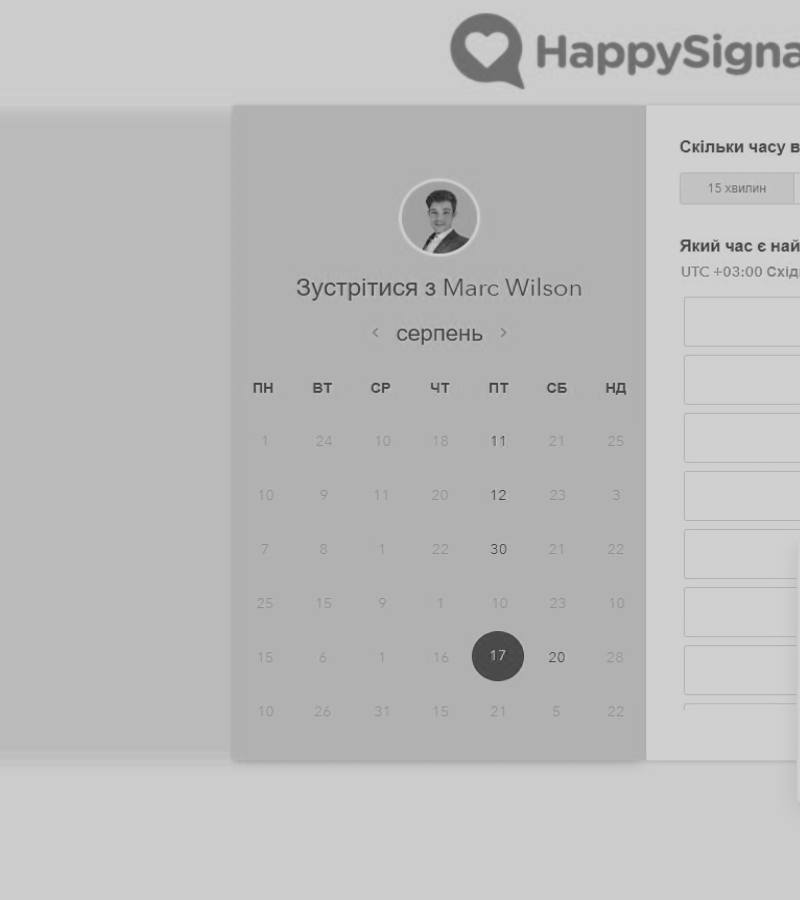 HappySigna
Зустрітися з Marc Wilson
серпень
ПН ВТ СР ЧТ ПТ СБ НД
1 24 10 18 11 21 25
10 9 11 20 12 23 3
7 8 1 22 30 21 22
25 15 9 1 10 23 10
15 6 1 16 17 20 28
10 26 31 15 21 5 22
Скільки часу в
15 хвилин
Який час є най
UTC +03:00 Схід